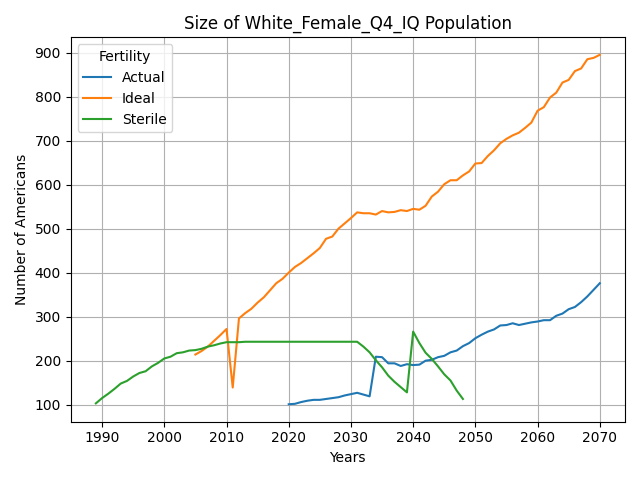 Size of White_Female_Q4_IQ Population
Fertility
Actual
Ideal
Sterile
900
800
700
600
500
400
300
200
100
Number of Americans
1990 2000 2010 2020 2030 2040 2050 2060 2070
Years